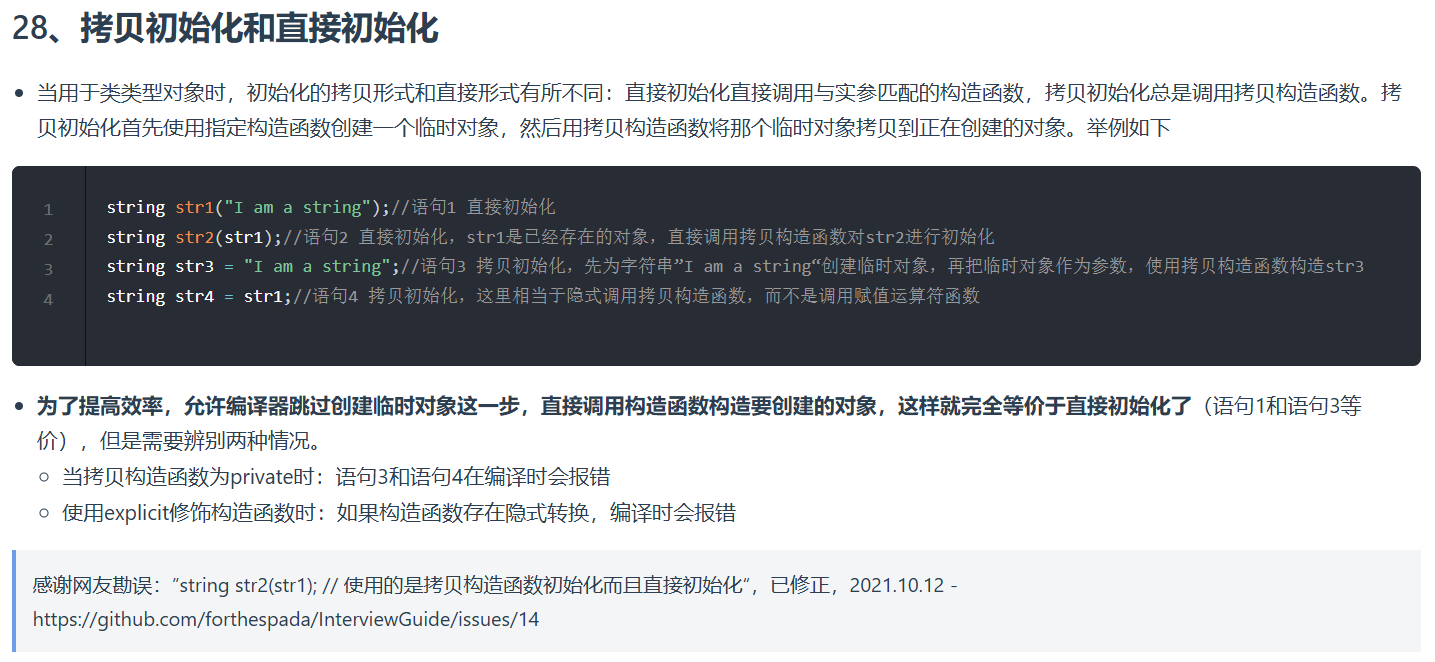 28、拷贝初始化和直接初始化
• 当用于类类型对象时，初始化的拷贝形式和直接形式有所不同：直接初始化直接调用与实参匹配的构造函数，拷贝初始化总是调用拷贝构造函数。拷
贝初始化首先使用指定构造函数创建一个临时对象，然后用拷贝构造函数将那个临时对象拷贝到正在创建的对象。举例如下
1 string str1("I am a string");//语句1 直接初始化
2 string str2(str1);//语句2 直接初始化，str1是已经存在的对象，直接调用拷贝构造函数对str2进行初始化
3 string str3 = "I am a string";//语句3 拷贝初始化，先为字符串”I am a string“创建临时对象，再把临时对象作为参数，使用拷贝构造函数构造str3
4 string str4 = str1;//语句4 拷贝初始化，这里相当于隐式调用拷贝构造函数，而不是调用赋值运算符函数
• 为了提高效率，允许编译器跳过创建临时对象这一步，直接调用构造函数构造要创建的对象，这样就完全等价于直接初始化了（语句1和语句3等
价），但是需要辨别两种情况。
○ 当拷贝构造函数为private时：语句3和语句4在编译时会报错
○ 使用explicit修饰构造函数时：如果构造函数存在隐式转换，编译时会报错
感谢网友勘误：”string str2(str1); // 使用的是拷贝构造函数初始化而且直接初始化“，已修正，2021.10.12 -
https://github.com/forthespada/InterviewGuide/issues/14